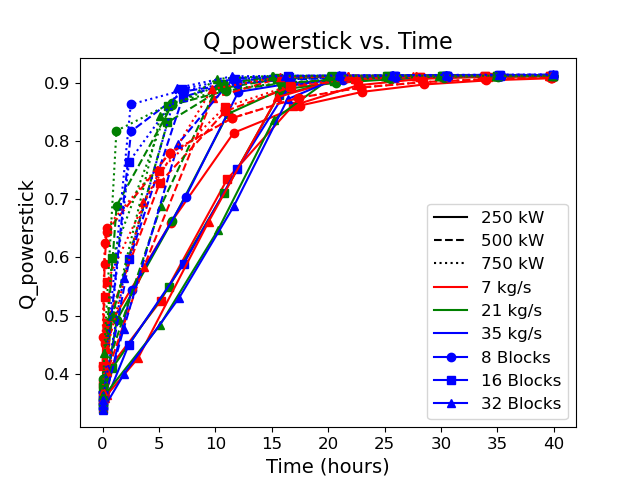 Q_powerstick vs. Time
Q_powerstick
0.9
0.8
0.7
0.6
0.5
0.4
250 kW
500 kW
750 kW
7 kg/s
21 kg/s
35 kg/s
8 Blocks
16 Blocks
32 Blocks
0 5 10 15 20 25 30 35 40
Time (hours)